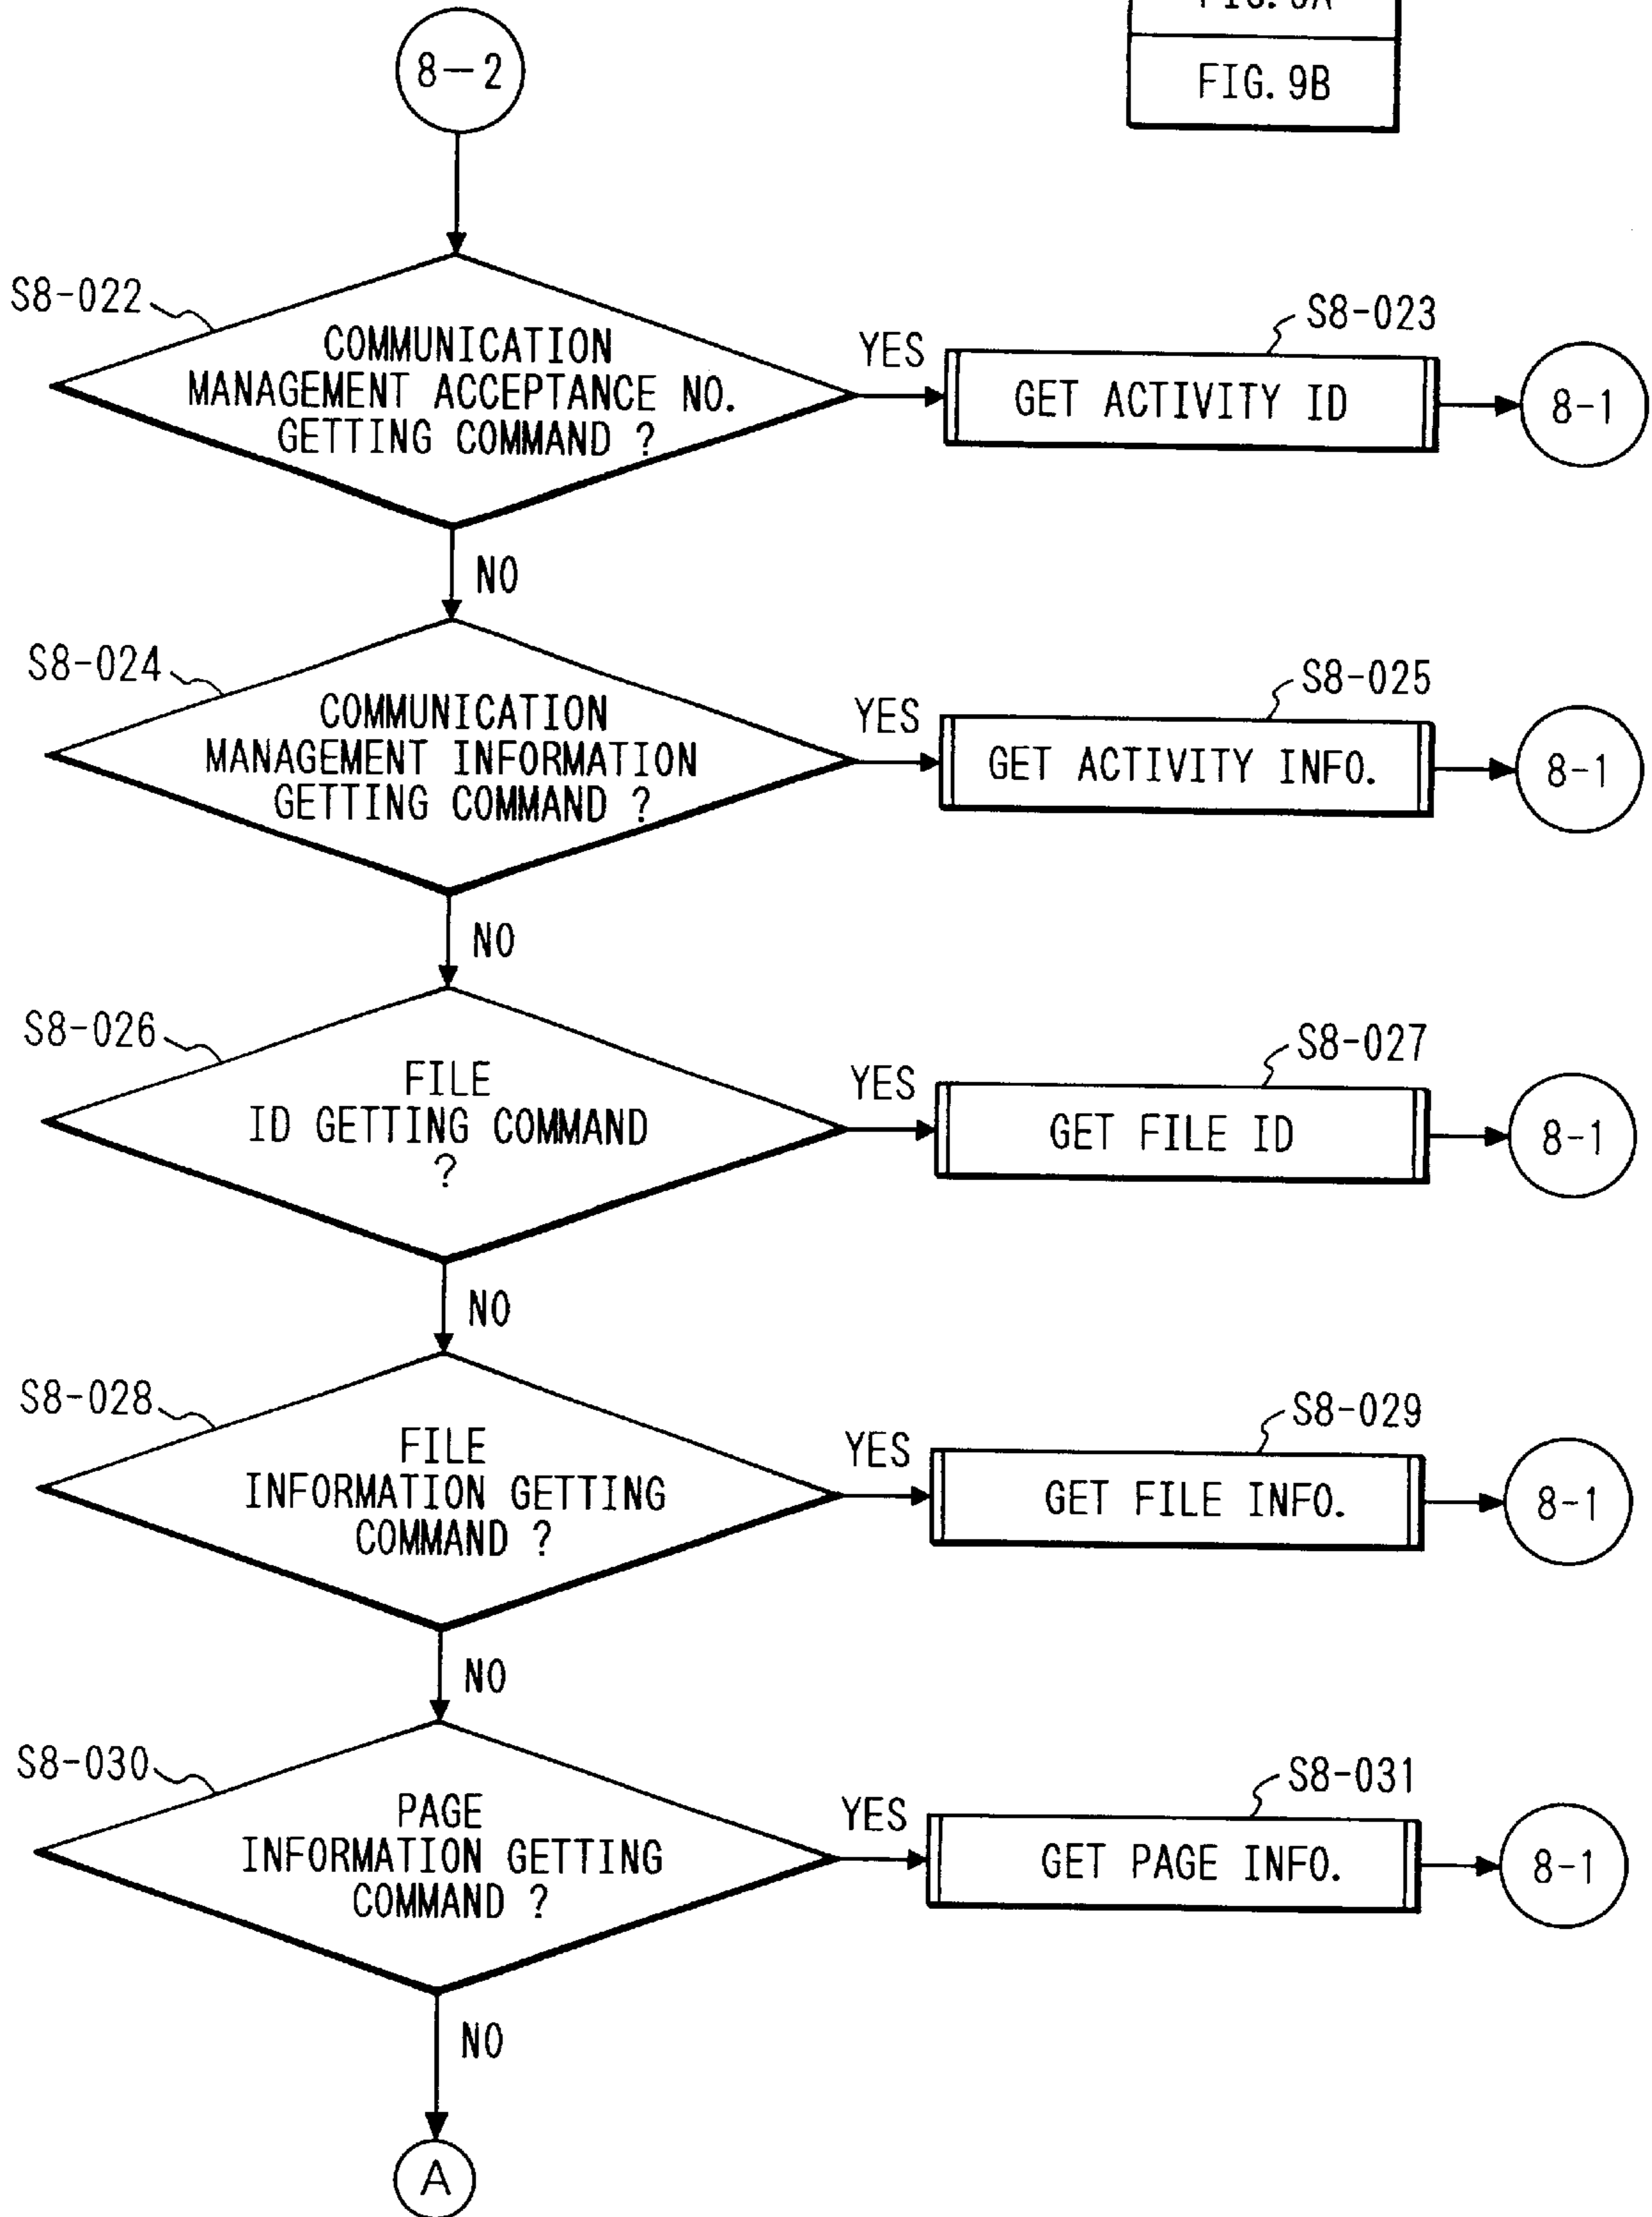 FIG. 9B
8-2
S8-022
COMMUNICATION
MANAGEMENT ACCEPTANCE NO.
GETTING COMMAND ?
YES
S8-023
GET ACTIVITY ID
8-1
NO
S8-024
COMMUNICATION
MANAGEMENT INFORMATION
GETTING COMMAND ?
YES
S8-025
GET ACTIVITY INFO.
8-1
NO
S8-026
FILE
ID GETTING COMMAND
?
YES
S8-027
GET FILE ID
8-1
NO
S8-028
FILE
INFORMATION GETTING
COMMAND ?
YES
S8-029
GET FILE INFO.
8-1
NO
S8-030
PAGE
INFORMATION GETTING
COMMAND ?
YES
S8-031
GET PAGE INFO.
8-1
NO
A